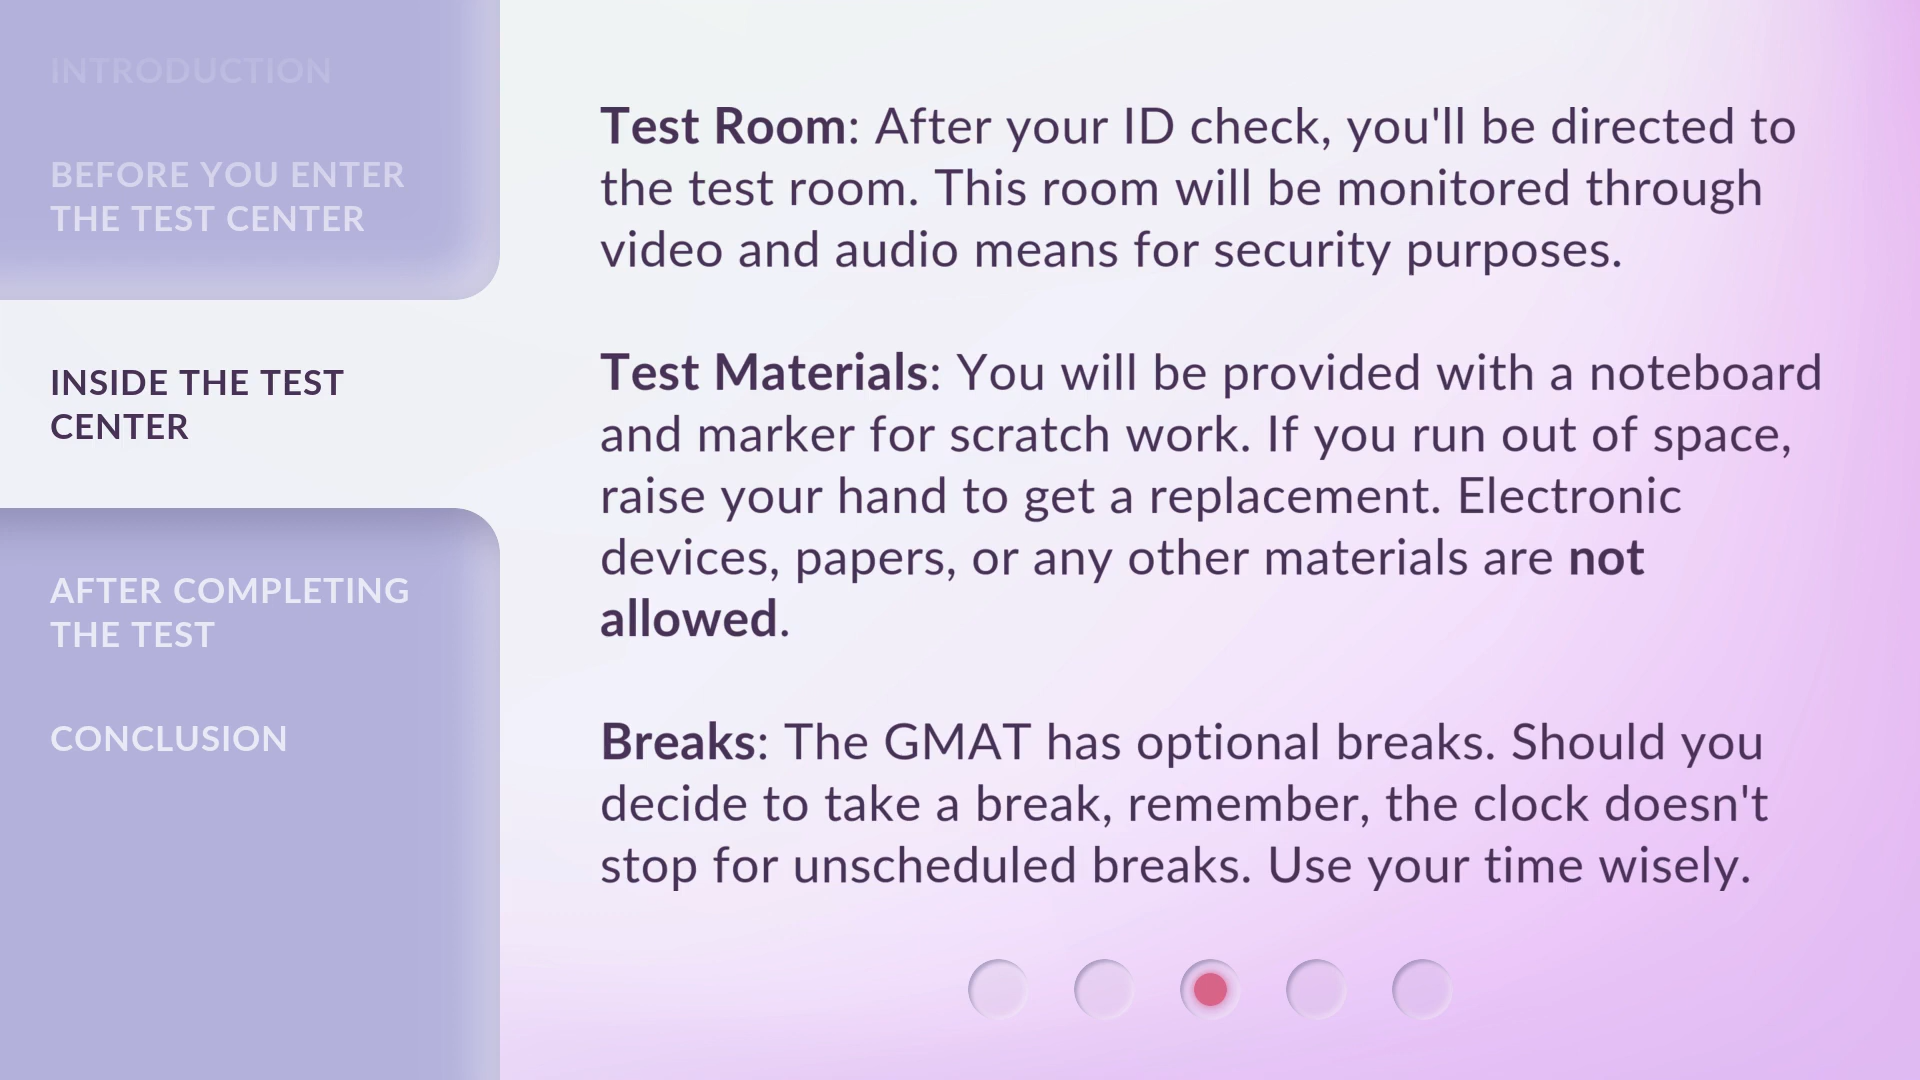 INTRODUCTION
BEFORE YOU ENTER
THE TEST CENTER
INSIDE THE TEST
CENTER
AFTER COMPLETING
THE TEST
CONCLUSION
Test Room: After your ID check, you'll be directed to
the test room. This room will be monitored through
video and audio means for security purposes.
Test Materials: You will be provided with a noteboard
and marker for scratch work. If you run out of space,
raise your hand to get a replacement. Electronic
devices, papers, or any other materials are not
allowed.
Breaks: The GMAT has optional breaks. Should you
decide to take a break, remember, the clock doesn't
stop for unscheduled breaks. Use your time wisely.